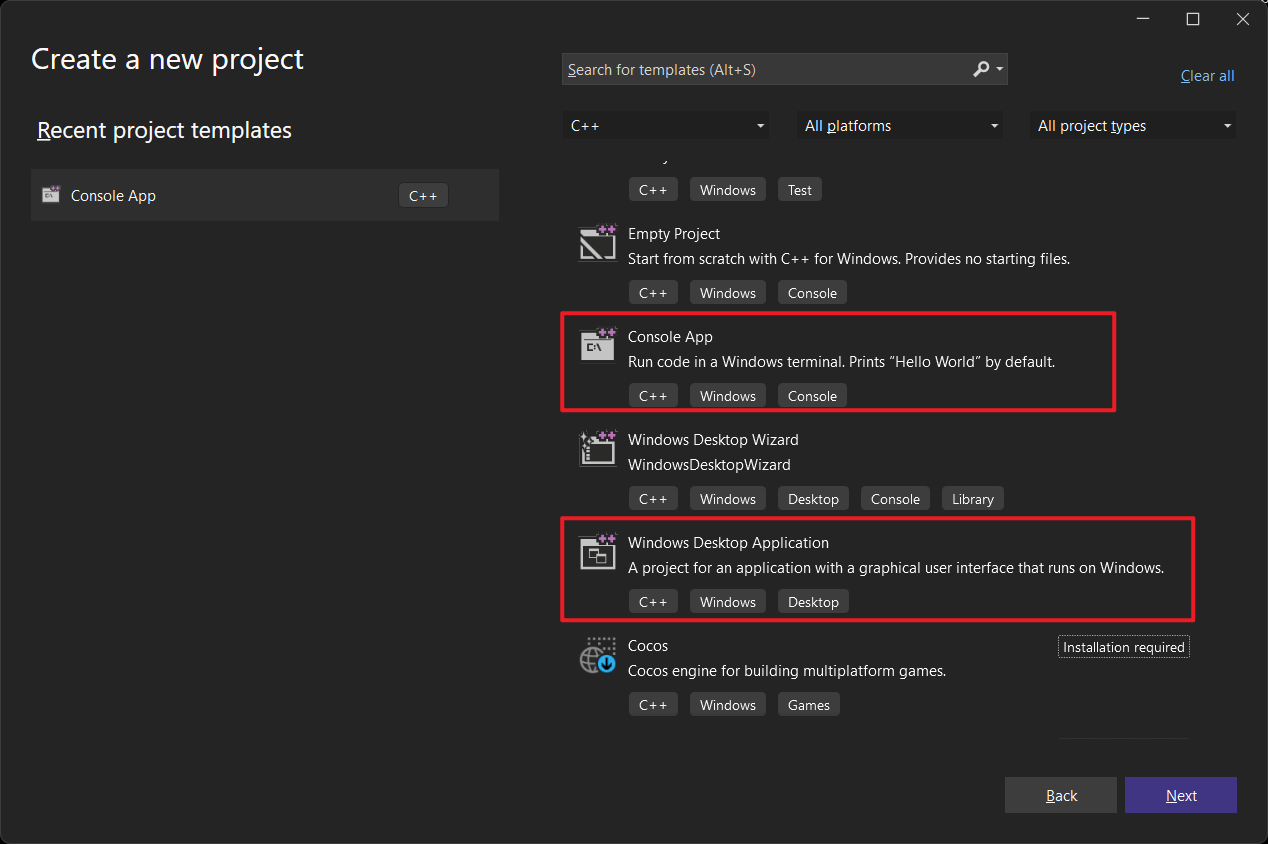 Create a new project
Search for templates (Alt+S)
Clear all
Recent project templates
C++
All platforms
All project types
Console App
C++
C++ Windows Test
Empty Project
Start from scratch with C++ for Windows. Provides no starting files.
C++ Windows Console
Console App
C:\
Run code in a Windows terminal. Prints “Hello World” by default.
C++ Windows Console
Windows Desktop Wizard
WindowsDesktopWizard
C++ Windows Desktop Console Library
Windows Desktop Application
A project for an application with a graphical user interface that runs on Windows.
C++ Windows Desktop
Cocos
Installation required
Cocos engine for building multiplatform games.
C++ Windows Games
Back
Next